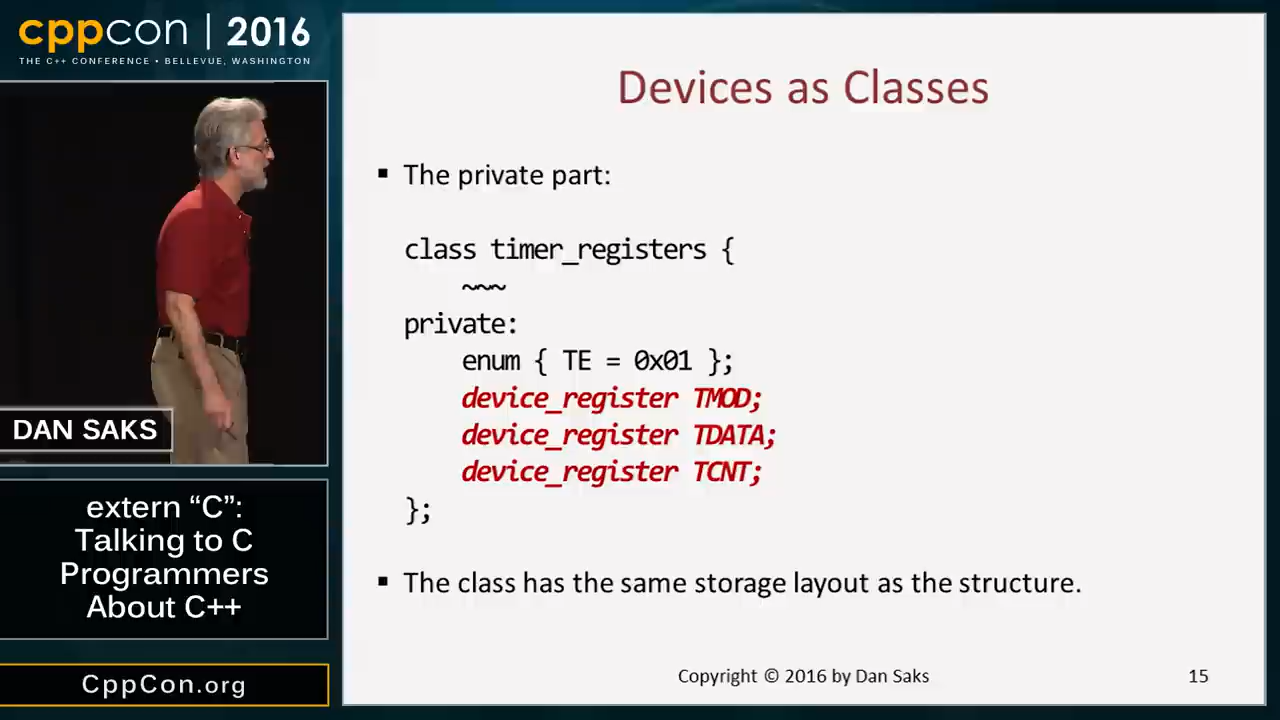 cppcon | 2016
THE C++ CONFERENCE • BELLEVUE, WASHINGTON
DAN SAKS
extern “C”:
Talking to C
Programmers
About C++
CppCon.org
Devices as Classes
▪ The private part:
class timer_registers {
~~~
private:
enum { TE = 0x01 };
device_register TMOD;
device_register TDATA;
device_register TCNT;
};
▪ The class has the same storage layout as the structure.
Copyright © 2016 by Dan Saks
15